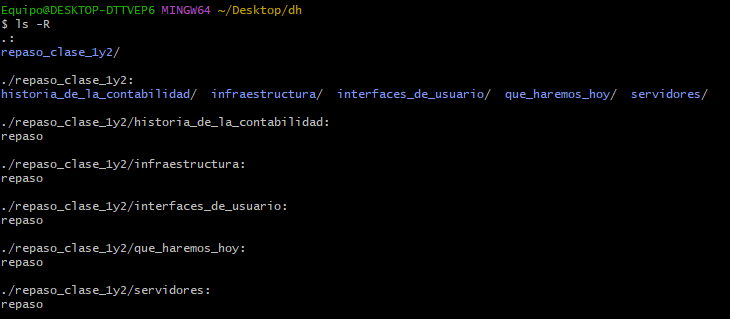 Equipo@DESKTOP-DTTVEP6 MINGW64 ~/Desktop/dh
$ ls -R
.:
repaso_clase_1y2/

./repaso_clase_1y2:
historia_de_la_contabilidad/  infraestructura/  interfaces_de_usuario/  que_haremos_hoy/  servidores/

./repaso_clase_1y2/historia_de_la_contabilidad:
repaso

./repaso_clase_1y2/infraestructura:
repaso

./repaso_clase_1y2/interfaces_de_usuario:
repaso

./repaso_clase_1y2/que_haremos_hoy:
repaso

./repaso_clase_1y2/servidores:
repaso